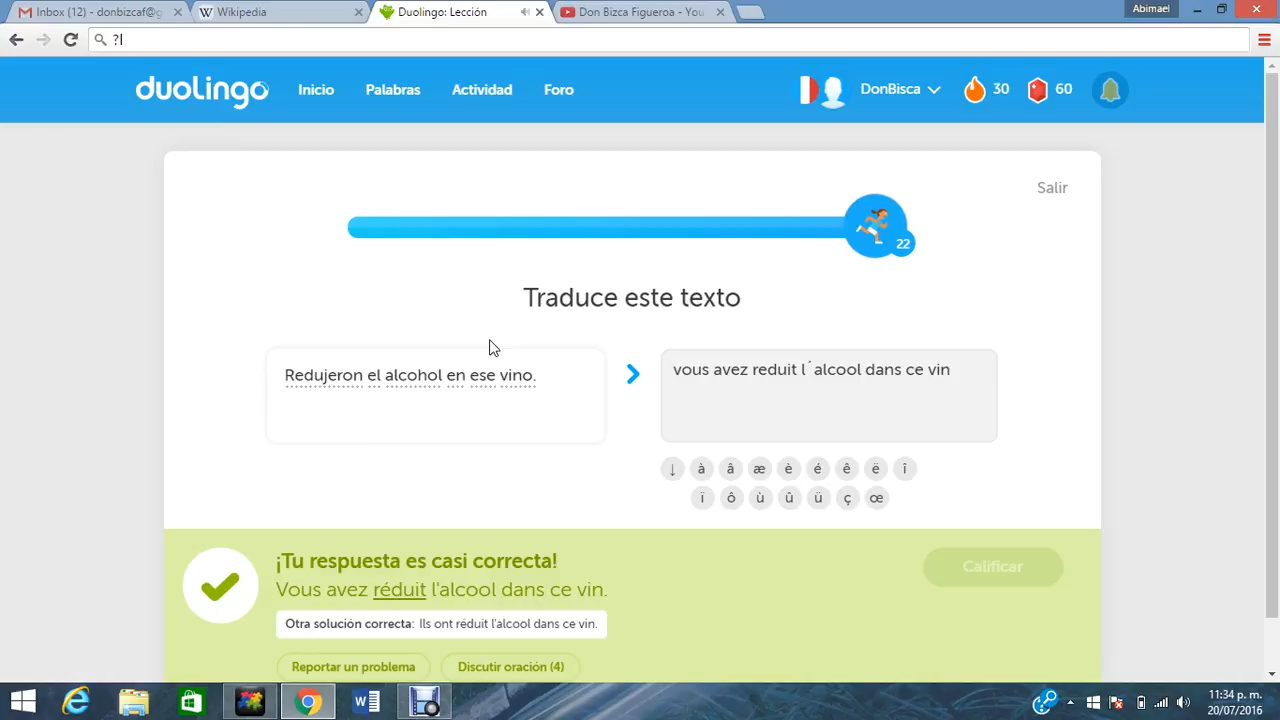 Inbox (12) - donbizcaf@g
Wikipedia
Duolingo: Lección
Don Bizca Figueroa - You
Abimael
?l
duolingo
Inicio
Palabras
Actividad
Foro
DonBisca
30
60
Salir
22
Traduce este texto
Redujeron el alcohol en ese vino.
vous avez reduit l´alcool dans ce vin
↓ à â æ è é ê ë î
ï ô ù û ü ç œ
¡Tu respuesta es casi correcta!
Vous avez réduit l'alcool dans ce vin.
Otra solución correcta: Ils ont réduit l'alcool dans ce vin.
Calificar
Reportar un problema
Discutir oración (4)
11:34 p. m.
20/07/2016